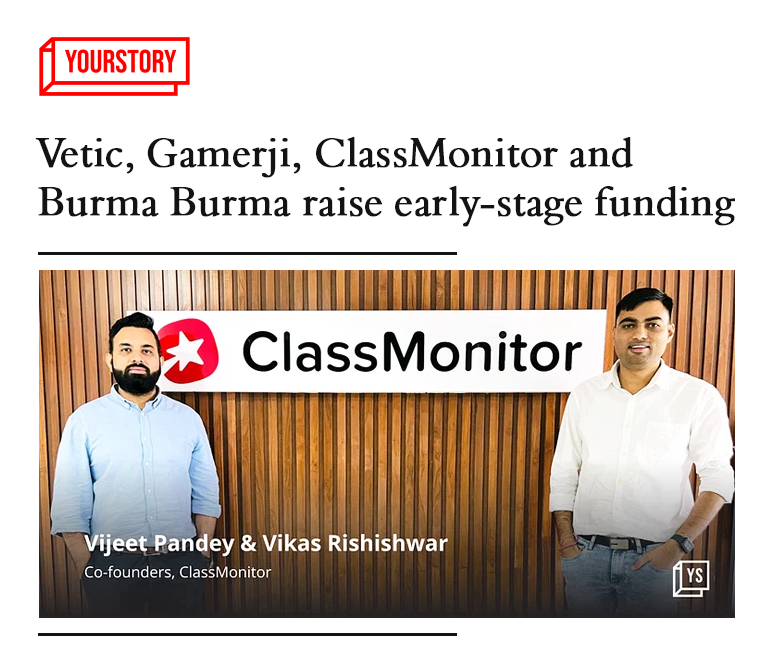 YOURSTORY
Vetic, Gamerji, ClassMonitor and
Burma Burma raise early-stage funding
ClassMonitor
Vijeet Pandey & Vikas Rishishwar
Co-founders, ClassMonitor
YS